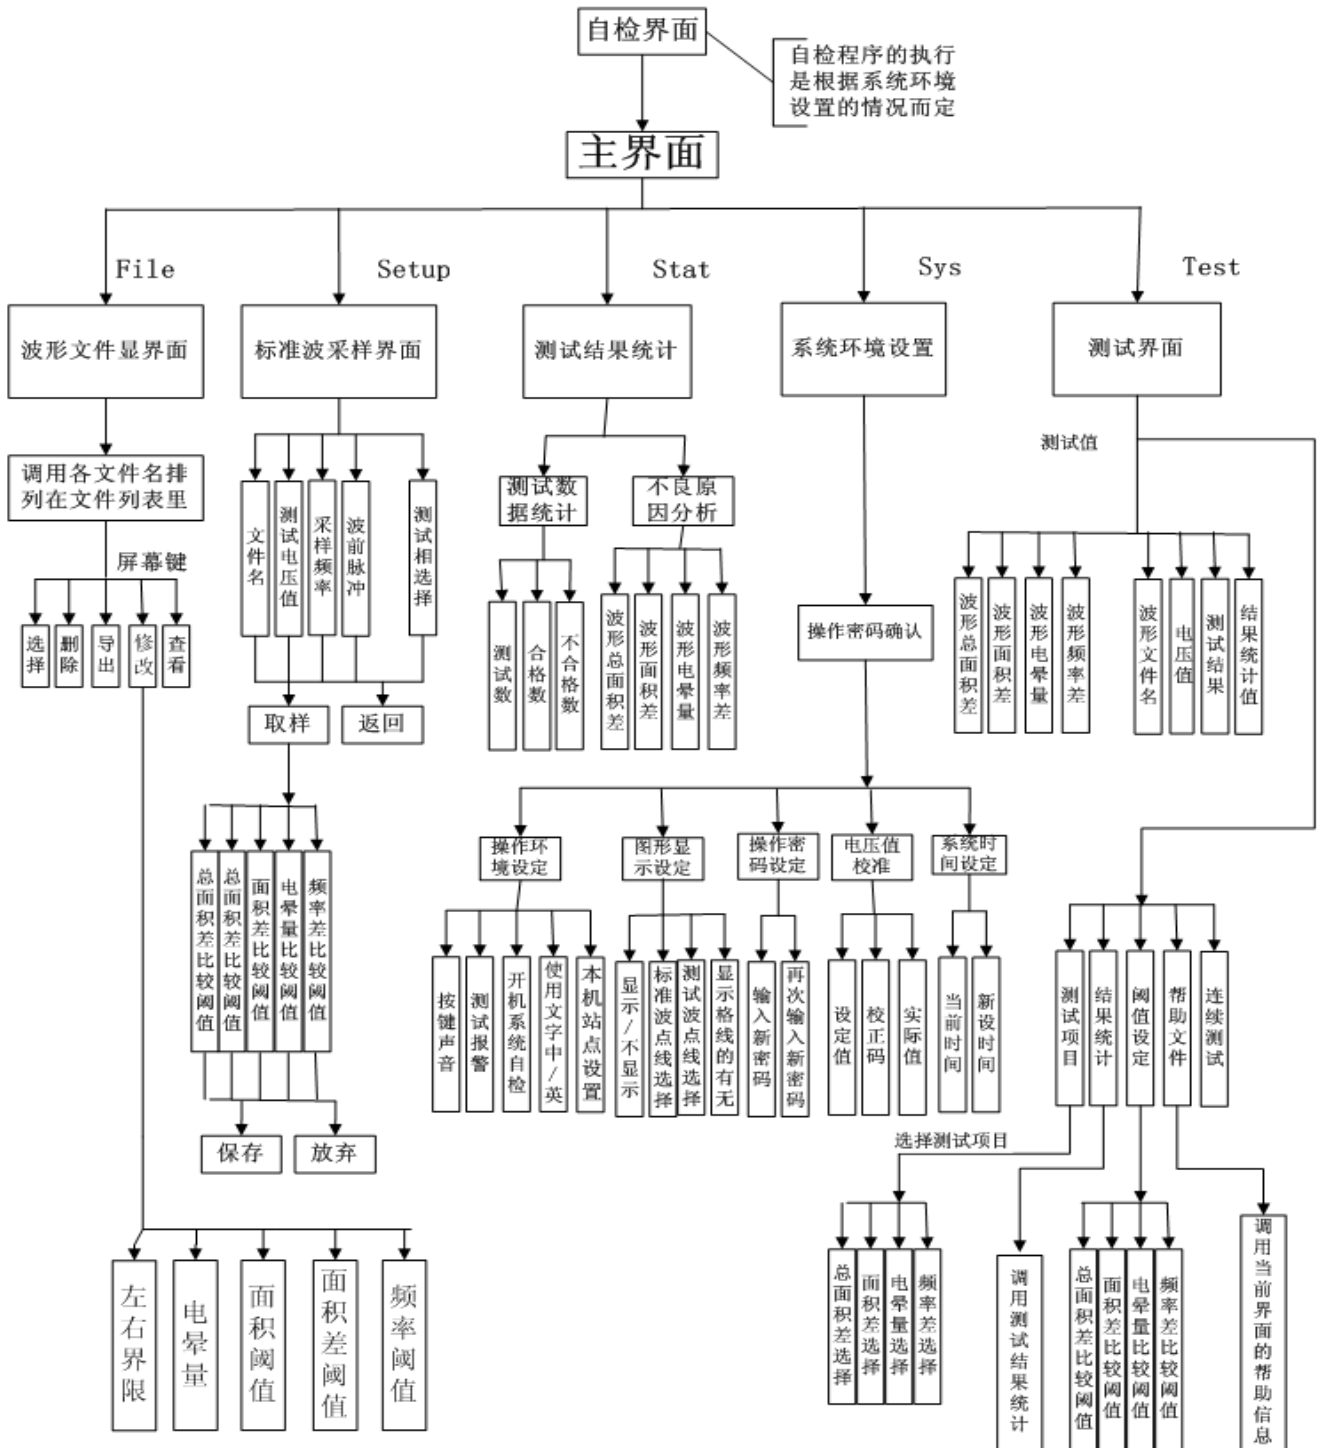 自检界面
自检程序的执行
是根据系统环境
设置的情况而定
主界面
File
Setup
Stat
Sys
Test
波形文件显界面
标准波采样界面
测试结果统计
系统环境设置
测试界面
测试值
调用各文件名排
列在文件列表里
屏幕键
选择
删除
导出
修改
查看
文件名
测试电压值
采样频率
波前脉冲
测试相选择
取样
返回
总面积差比较阈值
总面积差比较阈值
面积差比较阈值
电晕量比较阈值
频率差比较阈值
保存
放弃
左右界限
电晕量
面积阈值
面积差阈值
频率阈值
测试数
据统计
不良原
因分析
测试数
合格数
不合格数
波形总面积差
波形面积差
波形电晕量
波形频率差
操作密码确认
操作环
境设定
图形显
示设定
操作密
码设定
电压值
校准
系统时
间设定
按键声音
测试报警
开机系统自检
使用文字中/英
本机站点设置
显示/不显示
标准波点线选择
测试波点线选择
显示格线的有无
输入新密码
再次输入新密码
设定值
校正码
实际值
当前时间
新设时间
波形总面积差
波形面积差
波形电晕量
波形频率差
波形文件名
电压值
测试结果
结果统计值
测试项目
结果统计
阈值设定
帮助文件
连续测试
选择测试项目
总面积差选择
面积差选择
电晕量选择
频率差选择
调用测试结果统计
总面积差比较阈值
面积差比较阈值
电晕量比较阈值
频率差比较阈值
调用当前界面的帮助信息